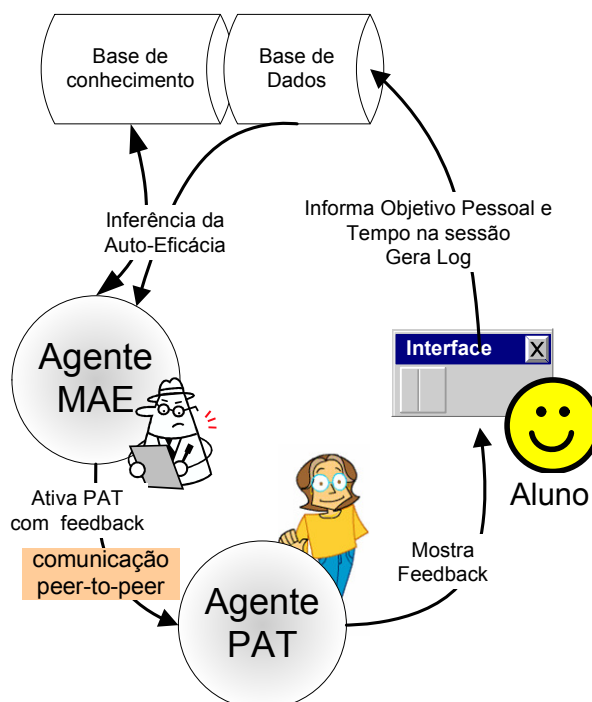 Base de
conhecimento
Base de
Dados
Inferência da
Auto-Eficácia
Informa Objetivo Pessoal e
Tempo na sessão
Gera Log
Interface
X
Agente
MAE
Aluno
Ativa PAT
com feedback
comunicação
peer-to-peer
Mostra
Feedback
Agente
PAT